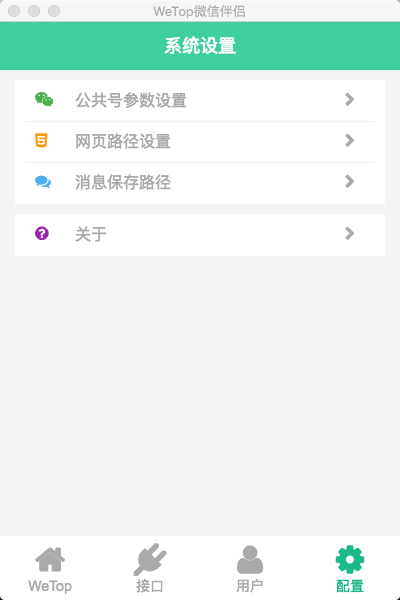 WeTop微信伴侣
系统设置
公共号参数设置
网页路径设置
消息保存路径
关于
WeTop
接口
用户
配置